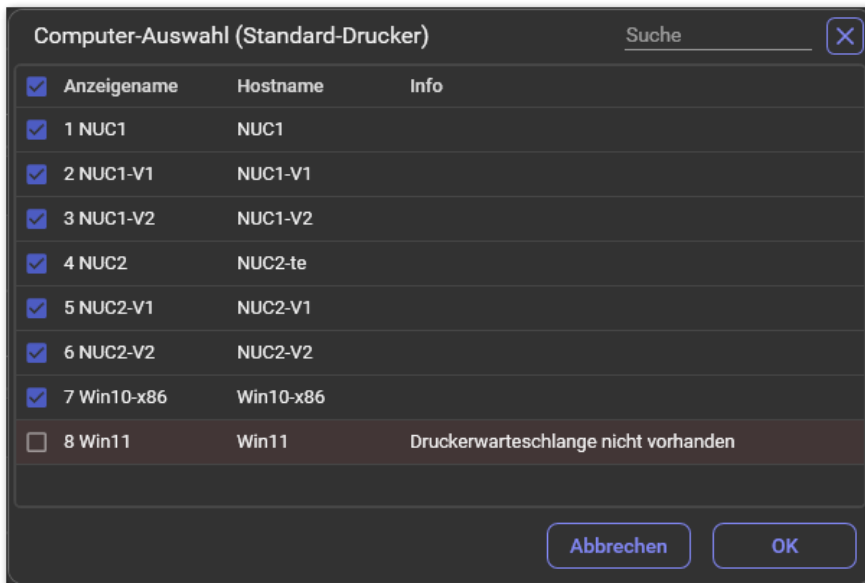 Computer-Auswahl (Standard-Drucker) Suche
Anzeigename Hostname Info
1 NUC1 NUC1
2 NUC1-V1 NUC1-V1
3 NUC1-V2 NUC1-V2
4 NUC2 NUC2-te
5 NUC2-V1 NUC2-V1
6 NUC2-V2 NUC2-V2
7 Win10-x86 Win10-x86
8 Win11 Win11 Druckerwarteschlange nicht vorhanden
Abbrechen OK